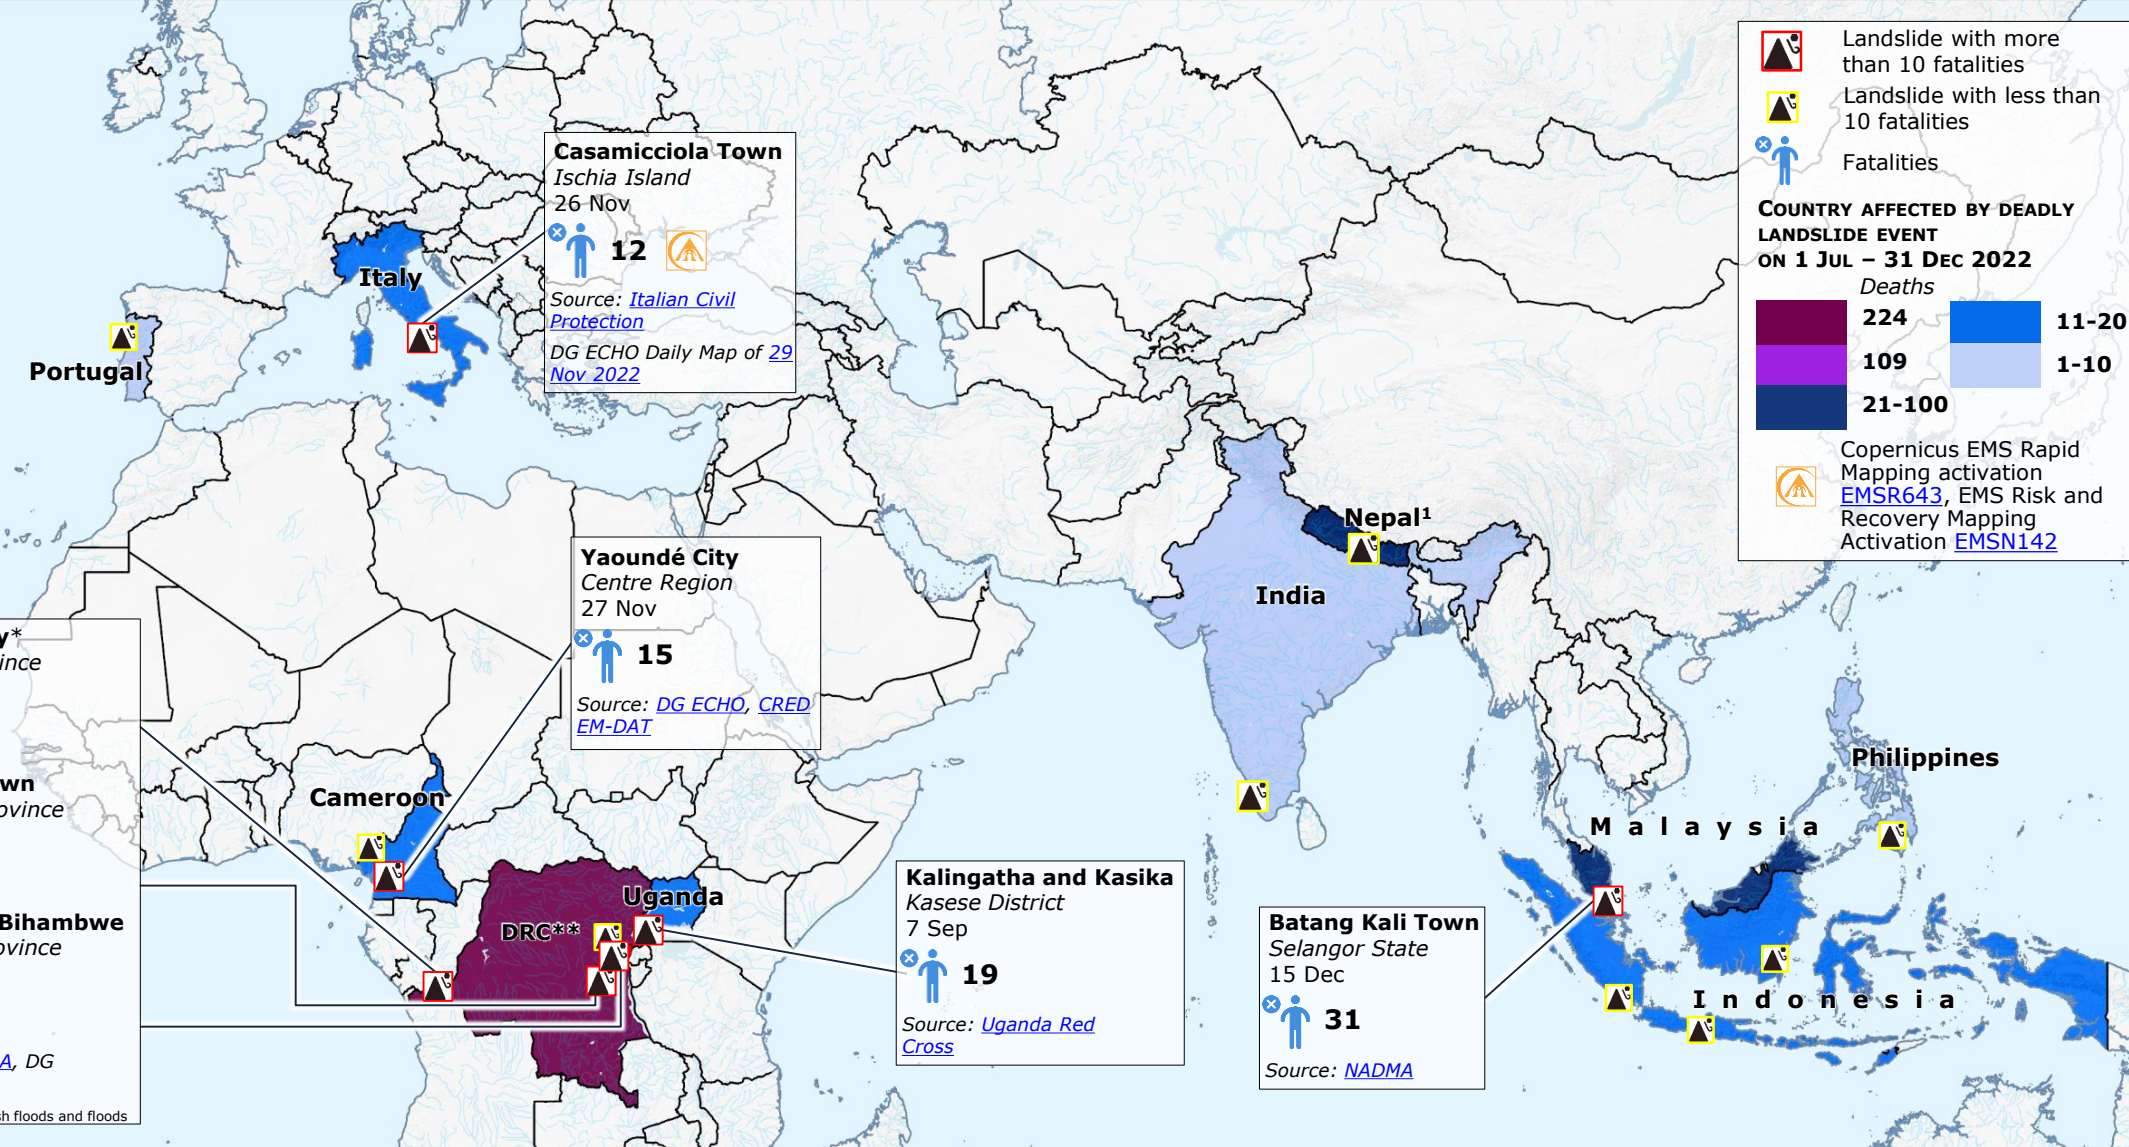 Landslide with more
than 10 fatalities
Landslide with less than
10 fatalities
Fatalities
COUNTRY AFFECTED BY DEADLY
LANDSLIDE EVENT
ON 1 JUL – 31 DEC 2022
Deaths
224
109
21-100
11-20
1-10
Copernicus EMS Rapid
Mapping activation
EMSR643, EMS Risk and
Recovery Mapping
Activation EMSN142
Casamicciola Town
Ischia Island
26 Nov
12
Source: Italian Civil
Protection
DG ECHO Daily Map of 29
Nov 2022
Italy
Portugal
Yaoundé City
Centre Region
27 Nov
15
Source: DG ECHO, CRED
EM-DAT
Nepal¹
India
y*
ince
wn
ovince
Bihambwe
ovince
A, DG
sh floods and floods
Cameroon
Uganda
DRC**
Kalingatha and Kasika
Kasese District
7 Sep
19
Source: Uganda Red
Cross
Batang Kali Town
Selangor State
15 Dec
31
Source: NADMA
Philippines
Malaysia
Indonesia